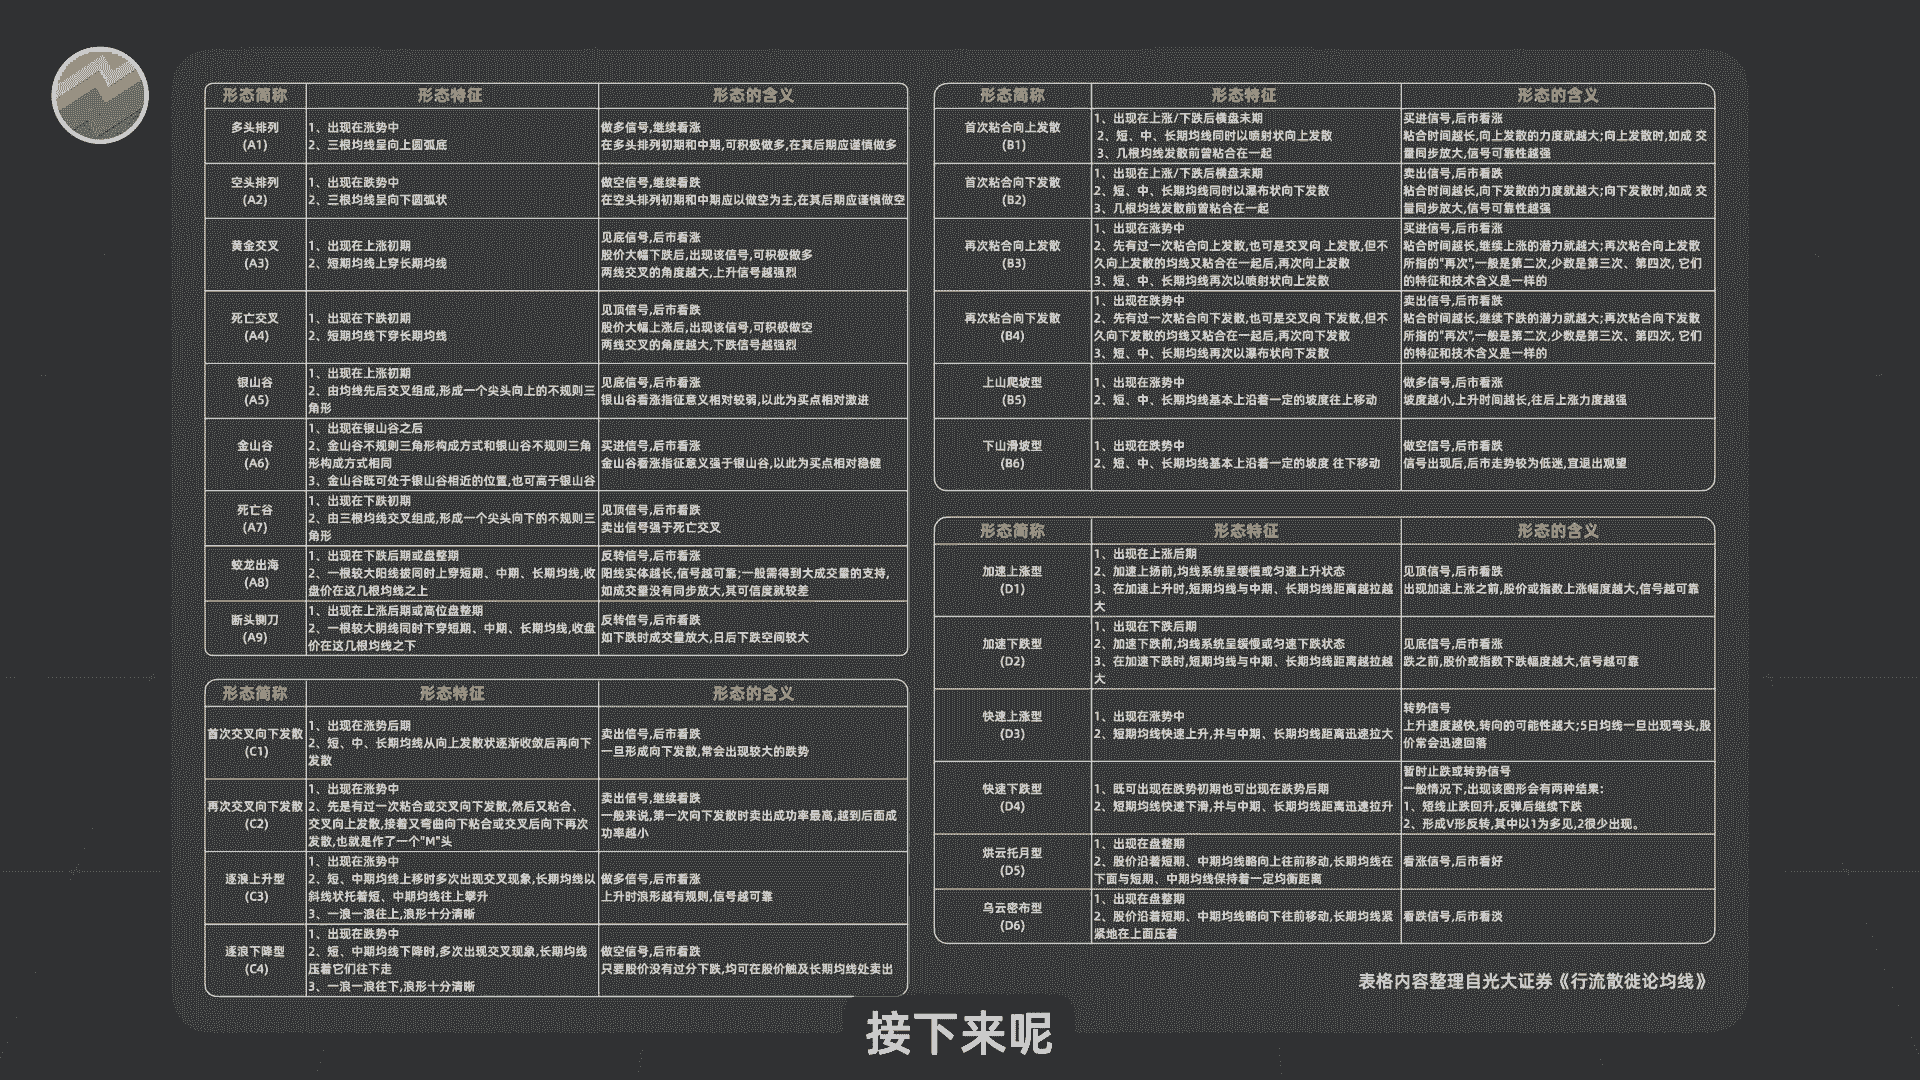 形态简称 形态特征 形态的含义
多头排列
(A1)
1、出现在涨势中
2、三根均线呈向上圆弧底
做多信号,继续看涨
在多头排列初期和中期,可积极做多,在其后期应谨慎做多
空头排列
(A2)
1、出现在跌势中
2、三根均线呈向下圆弧状
做空信号,继续看跌
在空头排列初期和中期应以做空为主,在其后期应谨慎做空
黄金交叉
(A3)
1、出现在上涨初期
2、短期均线上穿长期均线
见底信号,后市看涨
股价大幅下跌后,出现该信号,可积极做多
两线交叉的角度越大,上升信号越强烈
死亡交叉
(A4)
1、出现在下跌初期
2、短期均线下穿长期均线
见顶信号,后市看跌
股价大幅上涨后,出现该信号,可积极做空
两线交叉的角度越大,下跌信号越强烈
银山谷
(A5)
1、出现在上涨初期
2、由均线先后交叉组成,形成一个尖头向上的不规则三
角形
见底信号,后市看涨
银山谷看涨指征意义相对较弱,以此为买点相对激进
金山谷
(A6)
1、出现在银山谷之后
2、金山谷不规则三角形构成方式和银山谷不规则三角
形构成方式相同
3、金山谷既可处于银山谷相近的位置,也可高于银山谷
买进信号,后市看涨
金山谷看涨指征意义强于银山谷,以此为买点相对稳健
死亡谷
(A7)
1、出现在下跌初期
2、由三根均线交叉组成,形成一个尖头向下的不规则三
角形
见顶信号,后市看跌
卖出信号强于死亡交叉
蛟龙出海
(A8)
1、出现在下跌后期或盘整期
2、一根较大阳线拔同时上穿短期、中期、长期均线,收
盘价在这几根均线之上
反转信号,后市看涨
阳线实体越长,信号越可靠;一般需得到大成交量的支持,
如成交量没有同步放大,其可信度就较差
断头铡刀
(A9)
1、出现在上涨后期或高位盘整期
2、一根较大阴线同时下穿短期、中期、长期均线,收盘
价在这几根均线之下
反转信号,后市看跌
如下跌时成交量放大,日后下跌空间较大
形态简称 形态特征 形态的含义
首次交叉向下发散
(C1)
1、出现在涨势后期
2、短、中、长期均线从向上发散状逐渐收敛后再向下
发散
卖出信号,后市看跌
一旦形成向下发散,常会出现较大的跌势
再次交叉向下发散
(C2)
1、出现在涨势中
2、先是有过一次粘合或交叉向下发散,然后又粘合、
交叉向上发散,接着又弯曲向下粘合或交叉后向下再次
发散,也就是作了一个"M"头
卖出信号,继续看跌
一般来说,第一次向下发散时卖出成功率最高,越到后面成
功率越小
逐浪上升型
(C3)
1、出现在涨势中
2、短、中期均线上移时多次出现交叉现象,长期均线以
斜线状托着短、中期均线往上攀升
3、一浪一浪往上,浪形十分清晰
做多信号,后市看涨
上升时浪形越有规则,信号越可靠
逐浪下降型
(C4)
1、出现在跌势中
2、短、中期均线下降时,多次出现交叉现象,长期均线
压着它们往下走
3、一浪一浪往下,浪形十分清晰
做空信号,后市看跌
只要股价没有过分下跌,均可在股价触及长期均线处卖出
形态简称 形态特征 形态的含义
首次粘合向上发散
(B1)
1、出现在上涨/下跌后横盘末期
2、短、中、长期均线同时以喷射状向上发散
3、几根均线发散前曾粘合在一起
买进信号,后市看涨
粘合时间越长,向上发散的力度就越大;向上发散时,如成 交
量同步放大,信号可靠性越强
首次粘合向下发散
(B2)
1、出现在上涨/下跌后横盘末期
2、短、中、长期均线同时以瀑布状向下发散
3、几根均线发散前曾粘合在一起
卖出信号,后市看跌
粘合时间越长,向下发散的力度就越大;向下发散时,如成 交
量同步放大,信号可靠性越强
再次粘合向上发散
(B3)
1、出现在涨势中
2、先有过一次粘合向上发散,也可是交叉向 上发散,但不
久向上发散的均线又粘合在一起后,再次向上发散
3、短、中、长期均线再次以喷射状向上发散
买进信号,后市看涨
粘合时间越长,继续上涨的潜力就越大;再次粘合向上发散
所指的"再次",一般是第二次,少数是第三次、第四次, 它们
的特征和技术含义是一样的
再次粘合向下发散
(B4)
1、出现在跌势中
2、先有过一次粘合向下发散,也可是交叉向 下发散,但不
久向下发散的均线又粘合在一起后,再次向下发散
3、短、中、长期均线再次以瀑布状向下发散
卖出信号,后市看跌
粘合时间越长,继续下跌的潜力就越大;再次粘合向下发散
所指的"再次",一般是第二次,少数是第三次、第四次, 它们
的特征和技术含义是一样的
上山爬坡型
(B5)
1、出现在涨势中
2、短、中、长期均线基本上沿着一定的坡度往上移动
做多信号,后市看涨
坡度越小,上升时间越长,往后上涨力度越强
下山滑坡型
(B6)
1、出现在跌势中
2、短、中、长期均线基本上沿着一定的坡度 往下移动
做空信号,后市看跌
信号出现后,后市走势较为低迷,宜退出观望
形态简称 形态特征 形态的含义
加速上涨型
(D1)
1、出现在上涨后期
2、加速上扬前,均线系统呈缓慢或匀速上升状态
3、在加速上升时,短期均线与中期、长期均线距离越拉越
大
见顶信号,后市看跌
出现加速上涨之前,股价或指数上涨幅度越大,信号越可靠
加速下跌型
(D2)
1、出现在下跌后期
2、加速下跌前,均线系统呈缓慢或匀速下跌状态
3、在加速下跌时,短期均线与中期、长期均线距离越拉越
大
见底信号,后市看涨
跌之前,股价或指数下跌幅度越大,信号越可靠
快速上涨型
(D3)
1、出现在涨势中
2、短期均线快速上升,并与中期、长期均线距离迅速拉大
转势信号
上升速度越快,转向的可能性越大;5日均线一旦出现弯头,股
价常会迅速回落
快速下跌型
(D4)
1、既可出现在跌势初期也可出现在跌势后期
2、短期均线快速下滑,并与中期、长期均线距离迅速拉升
暂时止跌或转势信号
一般情况下,出现该图形会有两种结果:
1、短线止跌回升,反弹后继续下跌
2、形成V形反转,其中以1为多见,2很少出现。
烘云托月型
(D5)
1、出现在盘整期
2、股价沿着短期、中期均线略向上往前移动,长期均线在
下面与短期、中期均线保持着一定均衡距离
看涨信号,后市看好
乌云密布型
(D6)
1、出现在盘整期
2、股价沿着短期、中期均线略向下往前移动,长期均线紧
紧地在上面压着
看跌信号,后市看淡
表格内容整理自光大证券《行流散徙论均线》
接下来呢